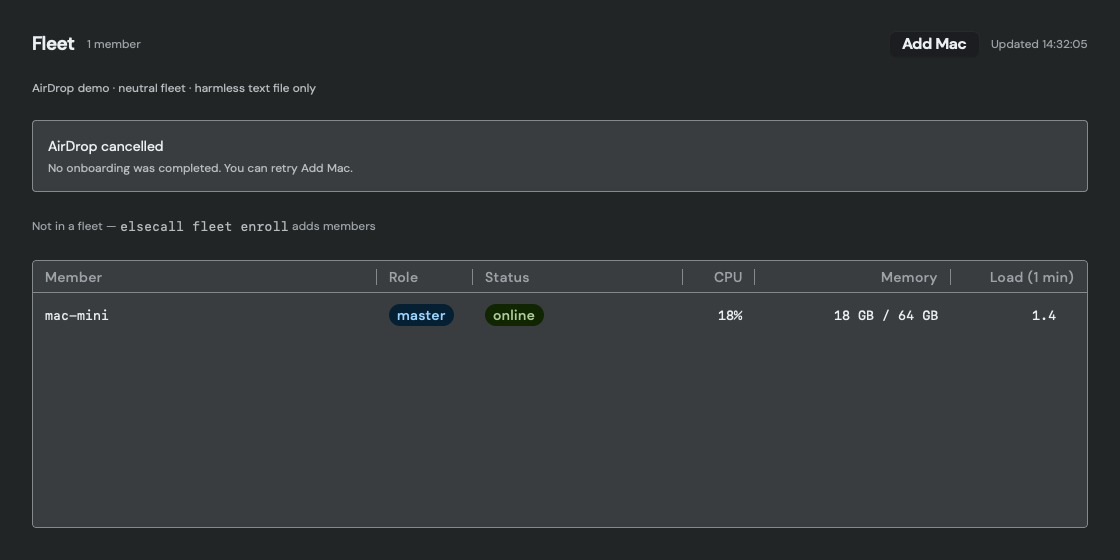 Fleet 1 member Add Mac Updated 14:32:05
AirDrop demo · neutral fleet · harmless text file only
AirDrop cancelled
No onboarding was completed. You can retry Add Mac.
Not in a fleet — elsecall fleet enroll adds members
Member Role Status CPU Memory Load (1 min)
mac-mini master online 18% 18 GB / 64 GB 1.4